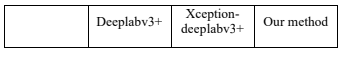 Deeplabv3+
Xception-
deeplabv3+
Our method